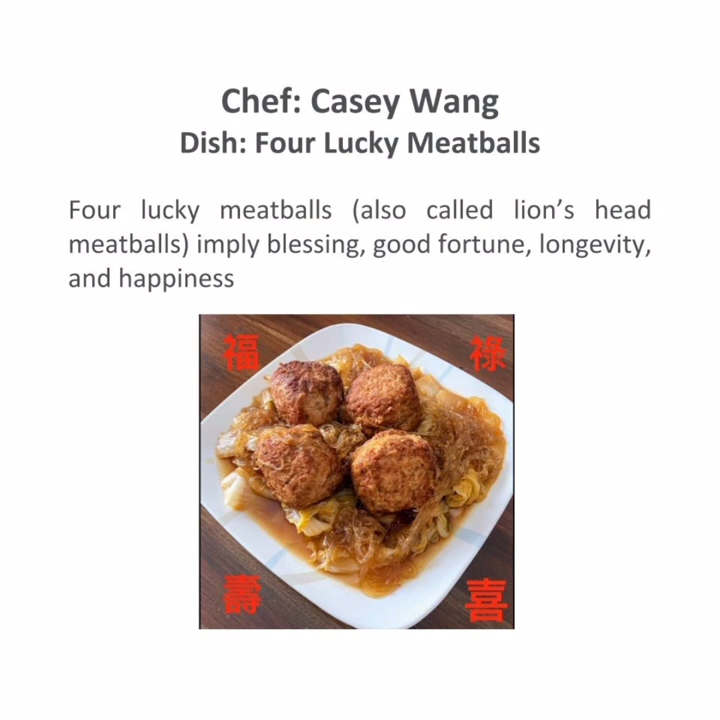 Chef: Casey Wang
Dish: Four Lucky Meatballs
Four lucky meatballs (also called lion’s head
meatballs) imply blessing, good fortune, longevity,
and happiness
福 祿
壽 喜